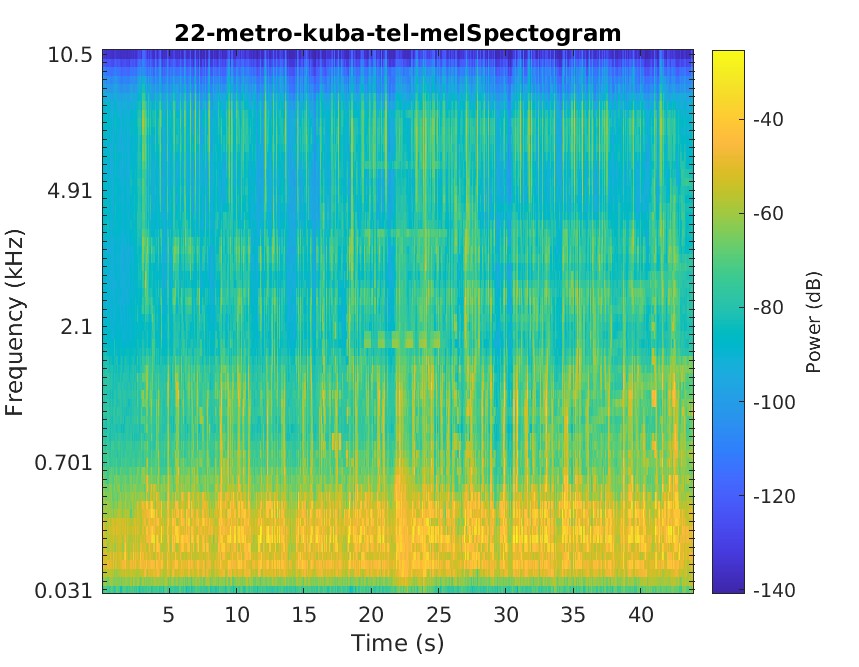 22-metro-kuba-tel-melSpectogram
10.5
4.91
2.1
0.701
0.031
Frequency (kHz)
5 10 15 20 25 30 35 40
Time (s)
-40
-60
-80
-100
-120
-140
Power (dB)